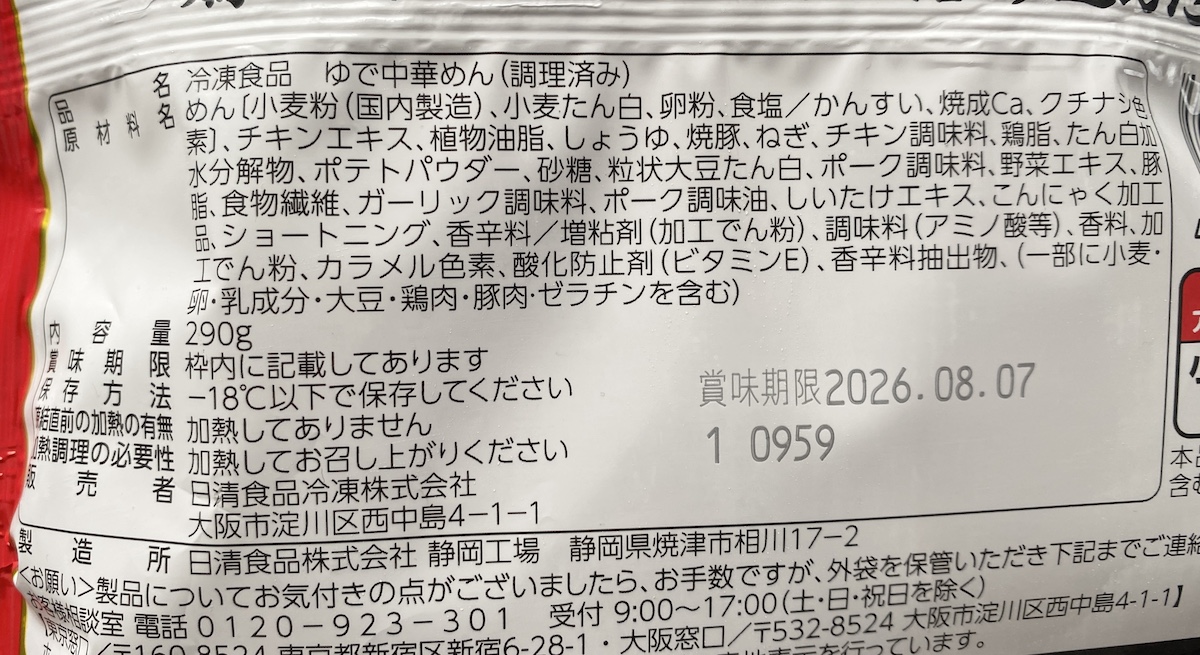 品名 冷凍食品 ゆで中華めん(調理済み)
原材料名 めん〔小麦粉(国内製造)、小麦たん白、卵粉、食塩/かんすい、焼成Ca、クチナシ色
素〕、チキンエキス、植物油脂、しょうゆ、焼豚、ねぎ、チキン調味料、鶏脂、たん白加
水分解物、ポテトパウダー、砂糖、粒状大豆たん白、ポーク調味料、野菜エキス、豚
脂、食物繊維、ガーリック調味料、ポーク調味油、しいたけエキス、こんにゃく加工
品、ショートニング、香辛料/増粘剤(加工でん粉)、調味料(アミノ酸等)、香料、加
工でん粉、カラメル色素、酸化防止剤(ビタミンE)、香辛料抽出物、(一部に小麦・
卵・乳成分・大豆・鶏肉・豚肉・ゼラチンを含む)
内容量 290g
賞味期限 枠内に記載してあります
保存方法 -18℃以下で保存してください
賞味期限2026.08.07
1 0959
凍結直前の加熱の有無 加熱してありません
加熱調理の必要性 加熱してお召し上がりください
販売者 日清食品冷凍株式会社
大阪市淀川区西中島4-1-1
製造所 日清食品株式会社 静岡工場 静岡県焼津市相川17-2
<お願い>製品についてお気付きの点がございましたら、お手数ですが、外袋を保管いただき下記までご連絡
お客様相談室 電話 0120-923-301 受付 9:00〜17:00(土・日・祝日を除く)
【東京窓口/〒160-8524 東京都新宿区新宿6-28-1・大阪窓口/〒532-8524 大阪市淀川区西中島4-1-1】
表示を行っています。
本品
含む